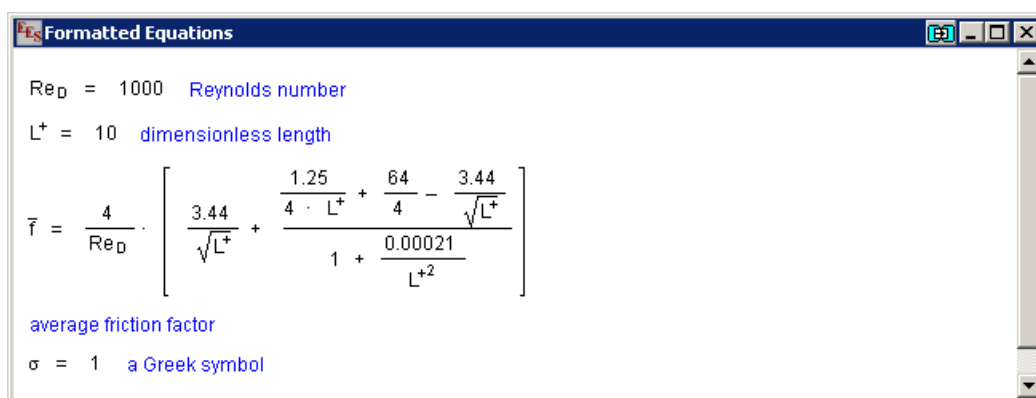 EES Formatted Equations
Re_D = 1000 Reynolds number
L^+ = 10 dimensionless length
f̄ = 4/Re_D · [ 3.44/√(L^+) + ( 1.25/(4 · L^+) + 64/4 − 3.44/√(L^+) ) / ( 1 + 0.00021/L^{+2} ) ]
average friction factor
σ = 1 a Greek symbol